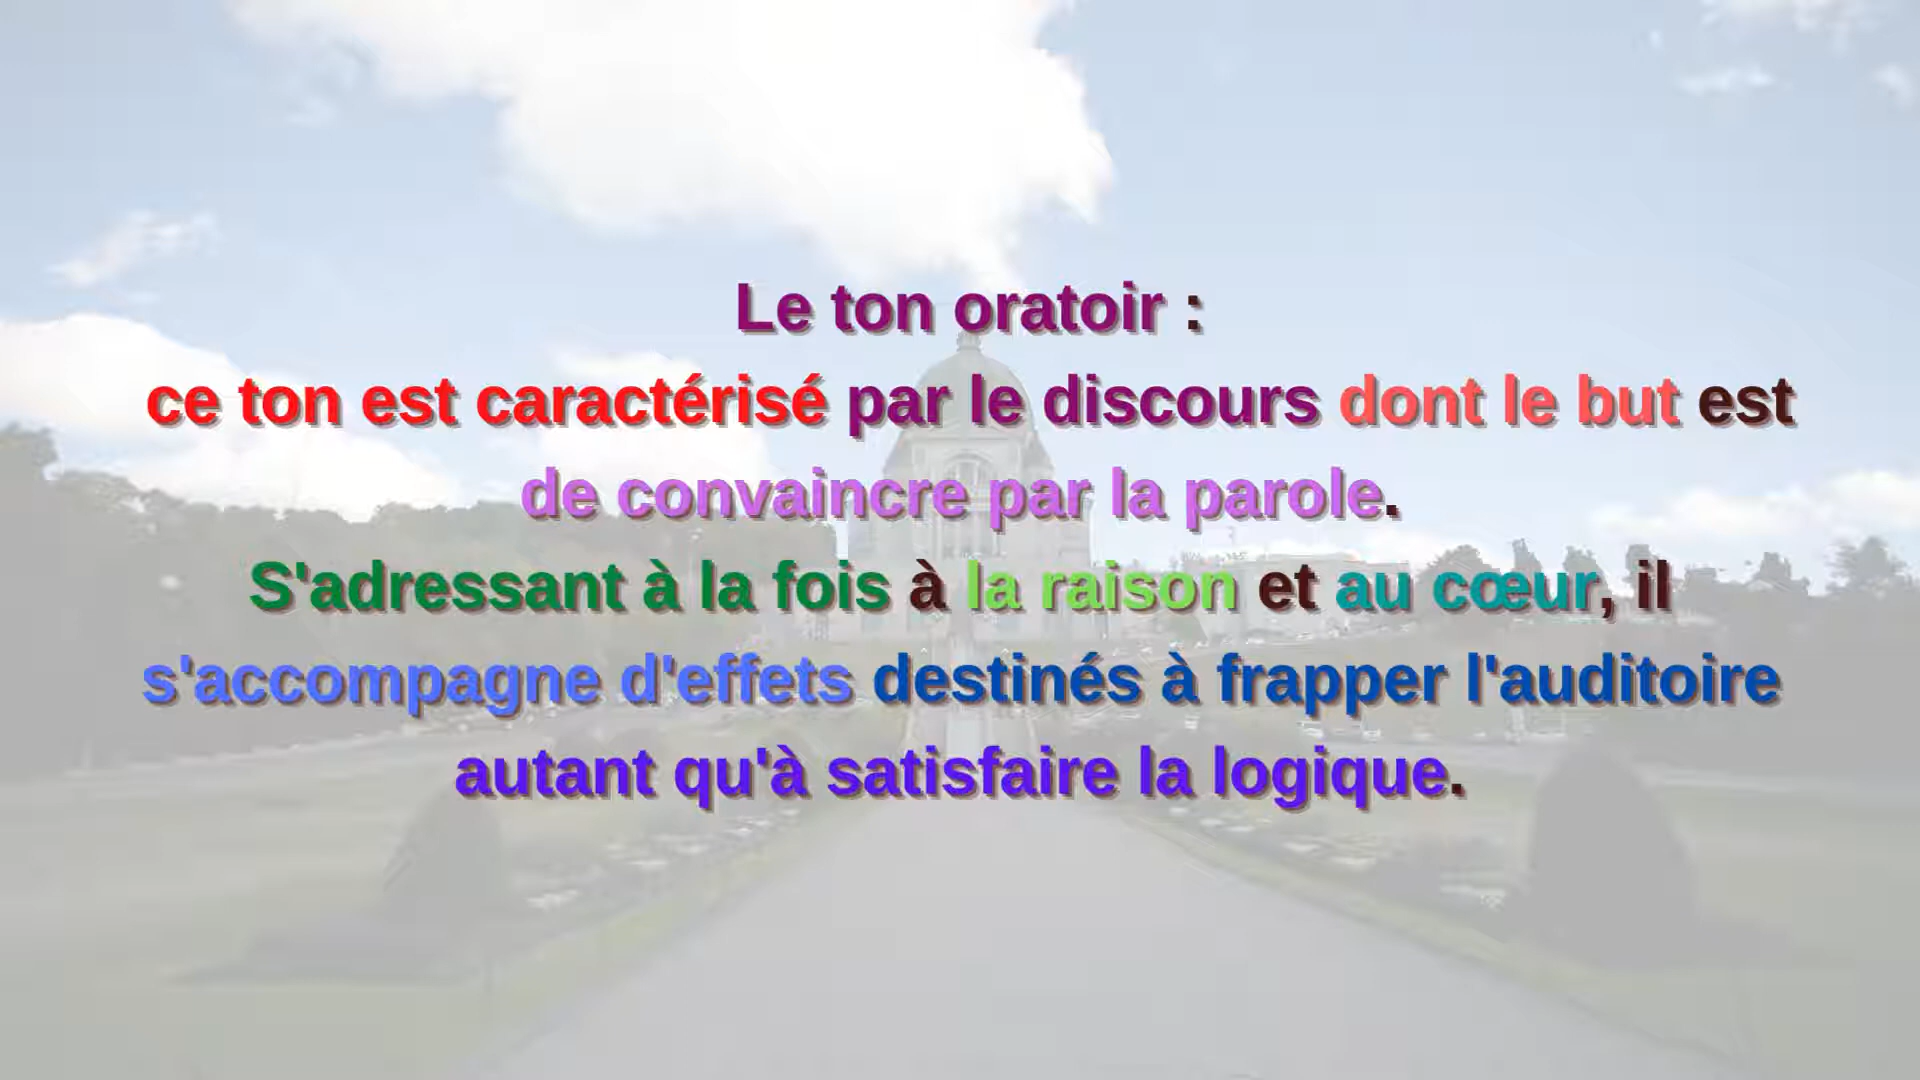 Le ton oratoir :
ce ton est caractérisé par le discours dont le but est
de convaincre par la parole.
S'adressant à la fois à la raison et au cœur, il
s'accompagne d'effets destinés à frapper l'auditoire
autant qu'à satisfaire la logique.